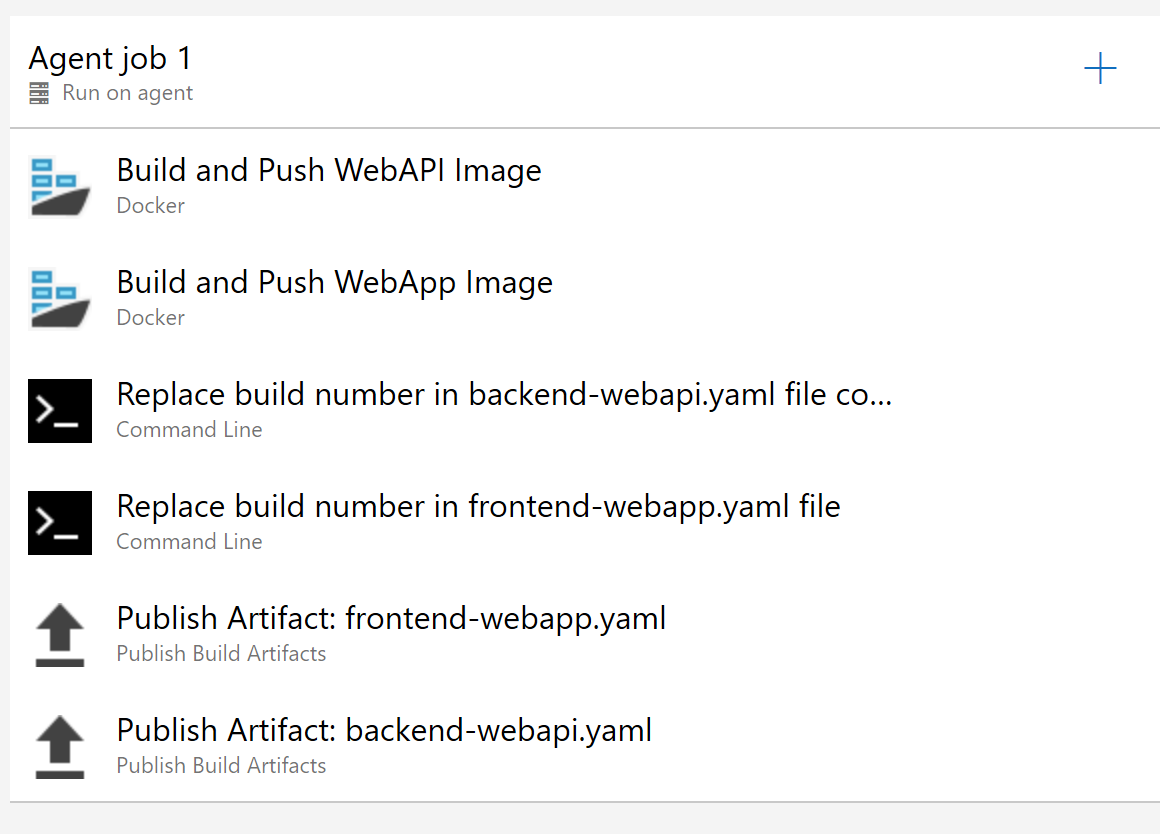 Agent job 1
Run on agent
Build and Push WebAPI Image
Docker
Build and Push WebApp Image
Docker
Replace build number in backend-webapi.yaml file co...
Command Line
Replace build number in frontend-webapp.yaml file
Command Line
Publish Artifact: frontend-webapp.yaml
Publish Build Artifacts
Publish Artifact: backend-webapi.yaml
Publish Build Artifacts